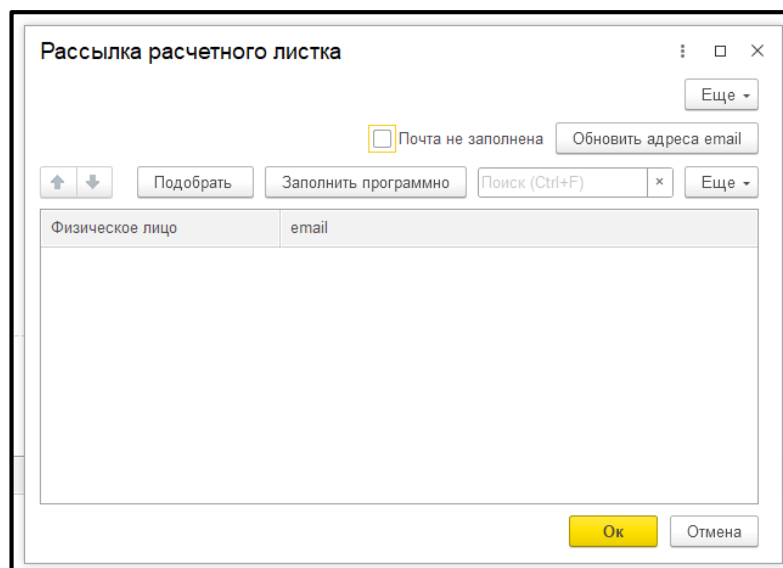 Рассылка расчетного листка
Еще
Почта не заполнена Обновить адреса email
Подобрать Заполнить программно Поиск (Ctrl+F) × Еще
Физическое лицо email
Ок Отмена